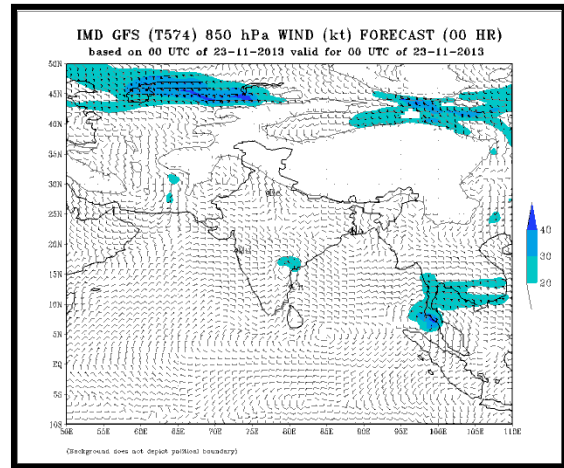 IMD GFS (T574) 850 hPa WIND (kt) FORECAST (00 HR)
based on 00 UTC of 23-11-2013 valid for 00 UTC of 23-11-2013
50N
45N
40N
35N
30N
25N
20N
15N
10N
5N
EQ
5S
10S
40
30
20
60E
65E
70E
75E
80E
85E
90E
95E
100E
105E
110E
(Background does not depict political boundary)